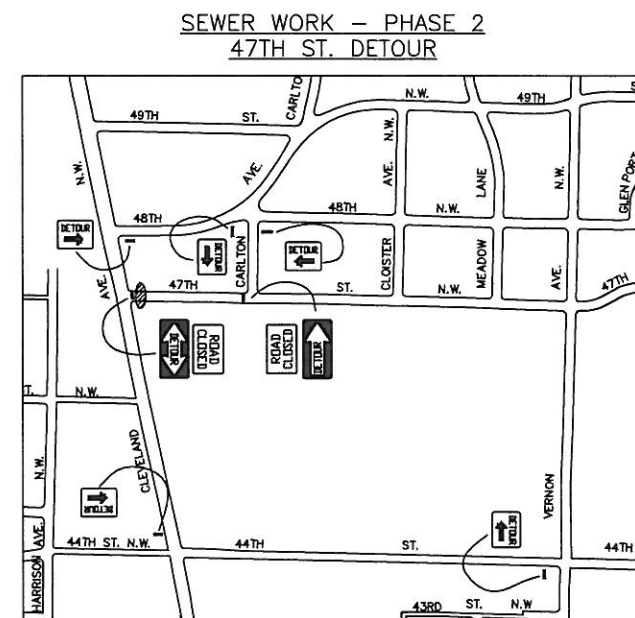 SEWER WORK – PHASE 2
47TH ST. DETOUR
N.W.
49TH ST.
CARLTO
N.W.
49TH
S
N.W.
AVE.
N.W.
AVE.
LANE
N.W.
GLEN PORT
48TH
48TH
N.W.
DETOUR
DETOUR
DETOUR
CARLTON
CLOISTER
MEADOW
AVE.
AVE.
47TH
47TH
ST.
N.W.
DETOUR
ROAD CLOSED
ROAD CLOSED
DETOUR
T.
N.W.
N.W.
CLEVELAND
DETOUR
VERNON
DETOUR
44TH ST. N.W.
44TH
ST.
44TH
HARRISON AVE.
43RD ST. N.W